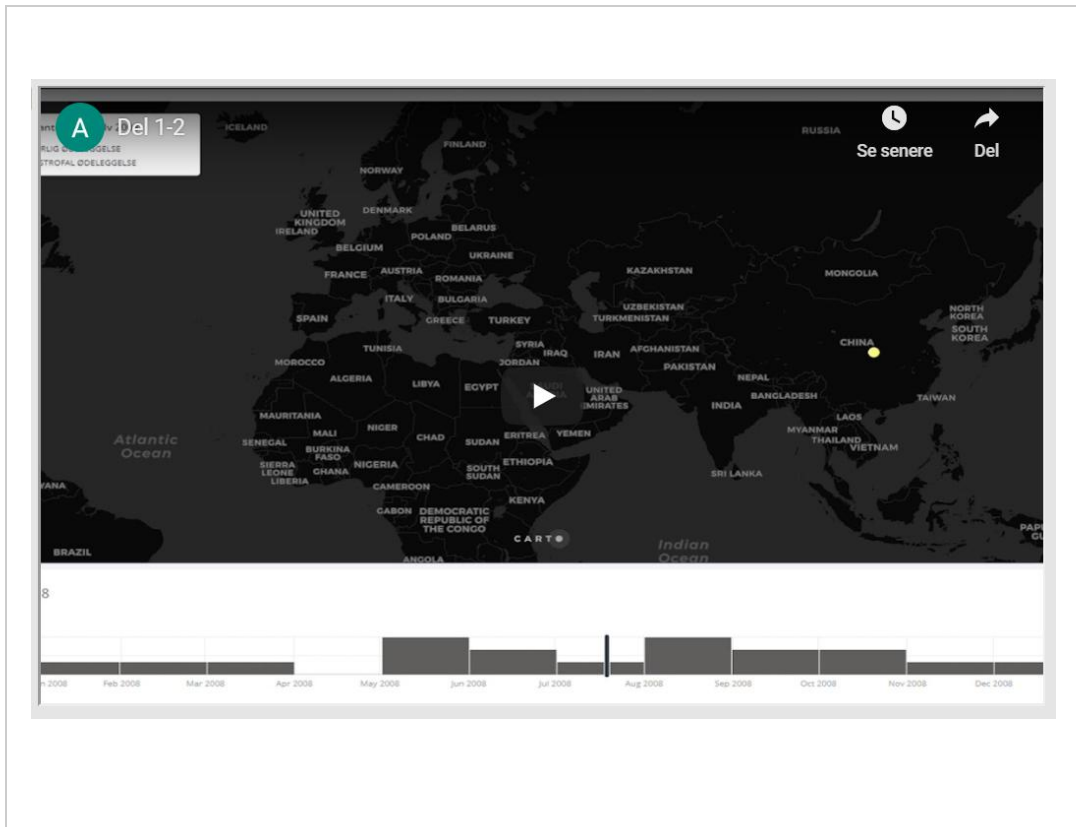 A
Del 1-2
Se senere
Del
ØDELEGGELSE
ICELAND
RUSSIA
FINLAND
NORWAY
UNITED
KINGDOM
DENMARK
IRELAND
BELARUS
POLAND
BELGIUM
UKRAINE
FRANCE
AUSTRIA
ROMANIA
KAZAKHSTAN
MONGOLIA
ITALY
BULGARIA
UZBEKISTAN
TURKMENISTAN
NORTH
KOREA
SOUTH
KOREA
SPAIN
GREECE
TURKEY
CHINA
TUNISIA
SYRIA
IRAQ
IRAN
AFGHANISTAN
MOROCCO
JORDAN
PAKISTAN
ALGERIA
LIBYA
EGYPT
UNITED
ARAB
EMIRATES
NEPAL
BANGLADESH
INDIA
TAIWAN
MAURITANIA
MALI
NIGER
CHAD
SUDAN
ERITREA
YEMEN
LAOS
MYANMAR
THAILAND
VIETNAM
Atlantic
Ocean
SENEGAL
BURKINA
FASO
SIERRA
LEONE
LIBERIA
GHANA
NIGERIA
SOUTH
SUDAN
ETHIOPIA
SRI LANKA
CAMEROON
KENYA
GABON
DEMOCRATIC
REPUBLIC OF
THE CONGO
CARTO
Indian
Ocean
BRAZIL
ANGOLA
8
2008
Feb 2008
Mar 2008
Apr 2008
May 2008
Jun 2008
Jul 2008
Aug 2008
Sep 2008
Oct 2008
Nov 2008
Dec 2008